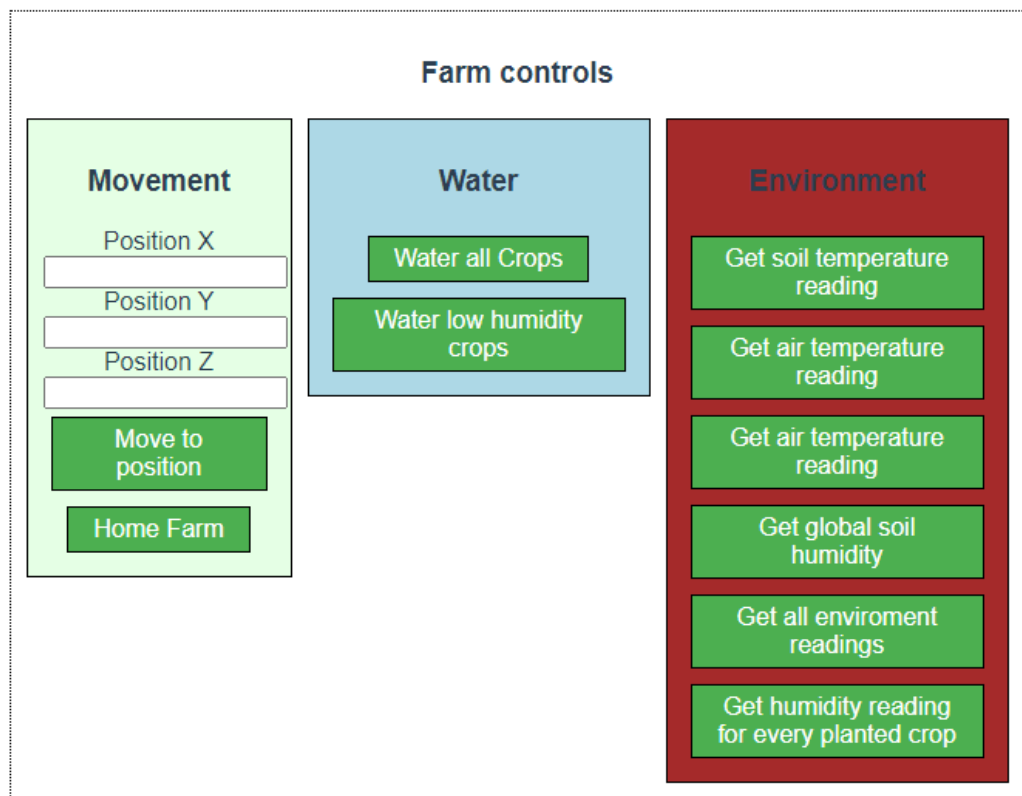 Farm controls
Movement
Position X
Position Y
Position Z
Move to
position
Home Farm
Water
Water all Crops
Water low humidity
crops
Environment
Get soil temperature
reading
Get air temperature
reading
Get air temperature
reading
Get global soil
humidity
Get all enviroment
readings
Get humidity reading
for every planted crop